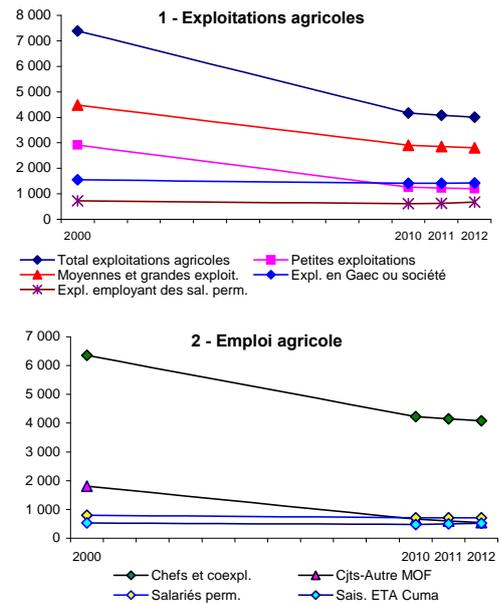 1 - Exploitations agricoles
8 000
7 000
6 000
5 000
4 000
3 000
2 000
1 000
0
2000 2010 2011 2012
Total exploitations agricoles Petites exploitations
Moyennes et grandes exploit. Expl. en Gaec ou société
Expl. employant des sal. perm.
2 - Emploi agricole
7 000
6 000
5 000
4 000
3 000
2 000
1 000
0
2000 2010 2011 2012
Chefs et coexpl. Cjts-Autre MOF
Salariés perm. Sais. ETA Cuma